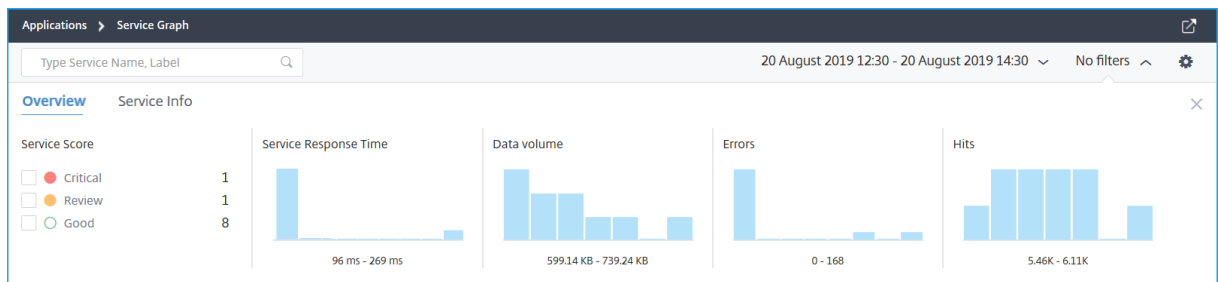 Applications > Service Graph
Type Service Name, Label
20 August 2019 12:30 - 20 August 2019 14:30
No filters
Overview
Service Info
Service Score
Critical 1
Review 1
Good 8
Service Response Time
96 ms - 269 ms
Data volume
599.14 KB - 739.24 KB
Errors
0 - 168
Hits
5.46K - 6.11K